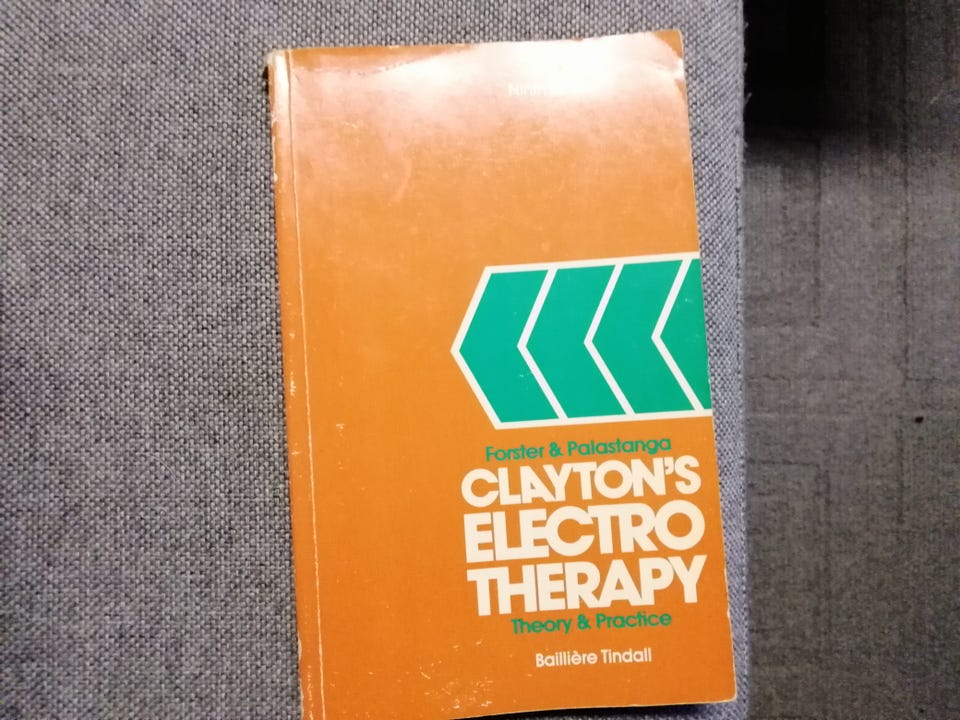 Forster & Palastanga
CLAYTON'S
ELECTRO
THERAPY
Theory & Practice
Baillière Tindall